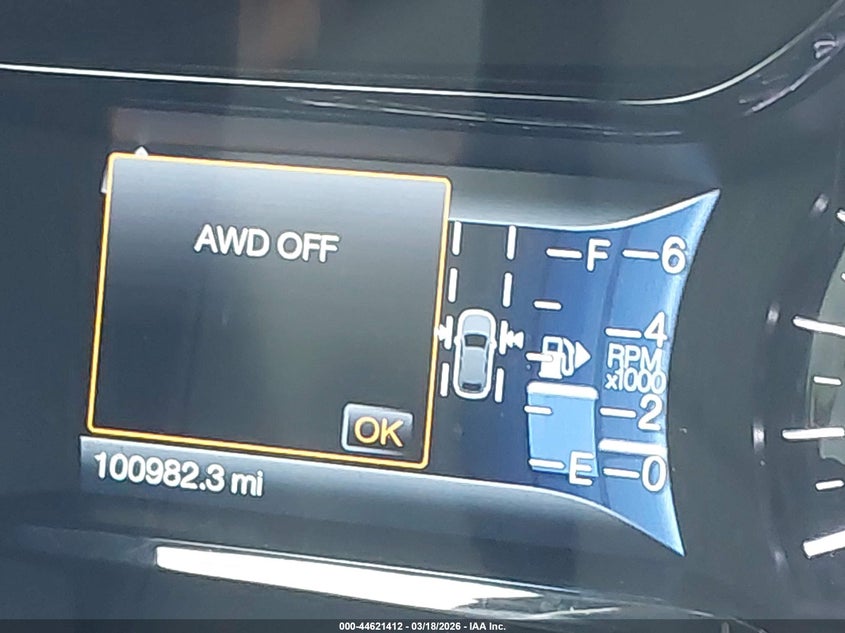 AWD OFF
OK
100982.3 mi
F
E
6
4
RPM
x1000
2
0
000-44621412 - 03/18/2026 - IAA Inc.